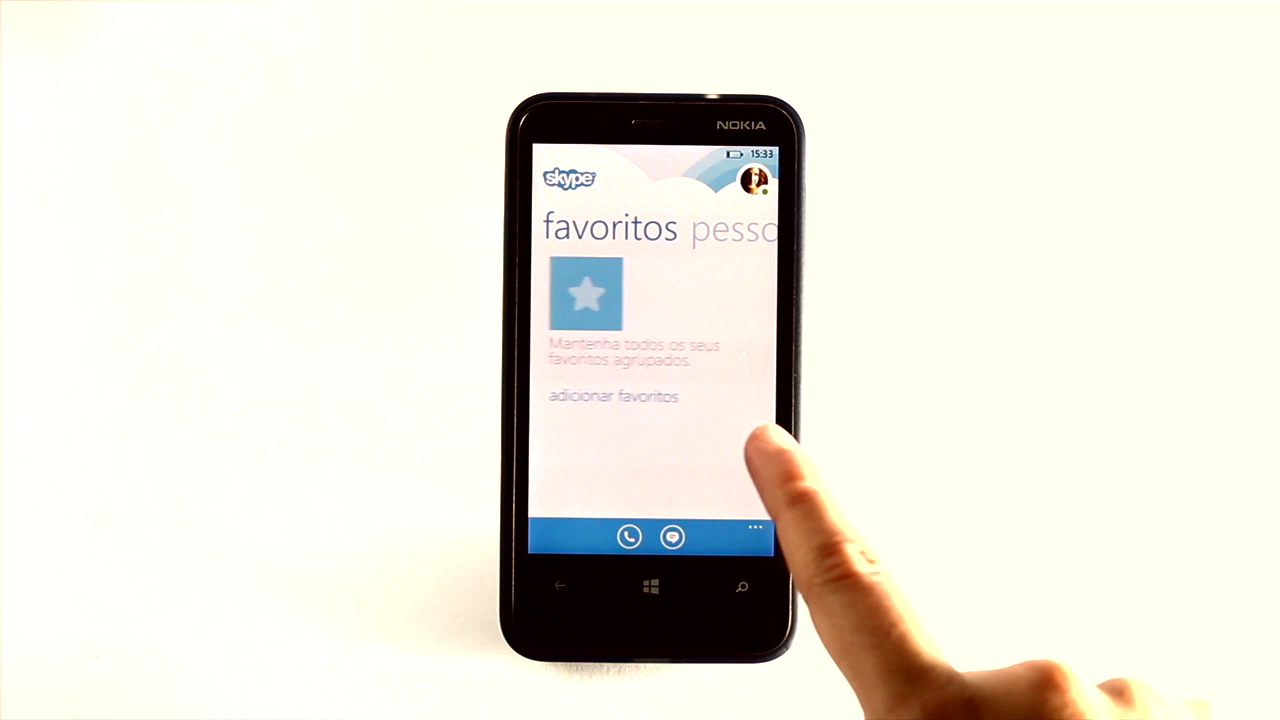 NOKIA
15:33
skype
favoritos pesso
Mantenha todos os seus
favoritos agrupados.
adicionar favoritos